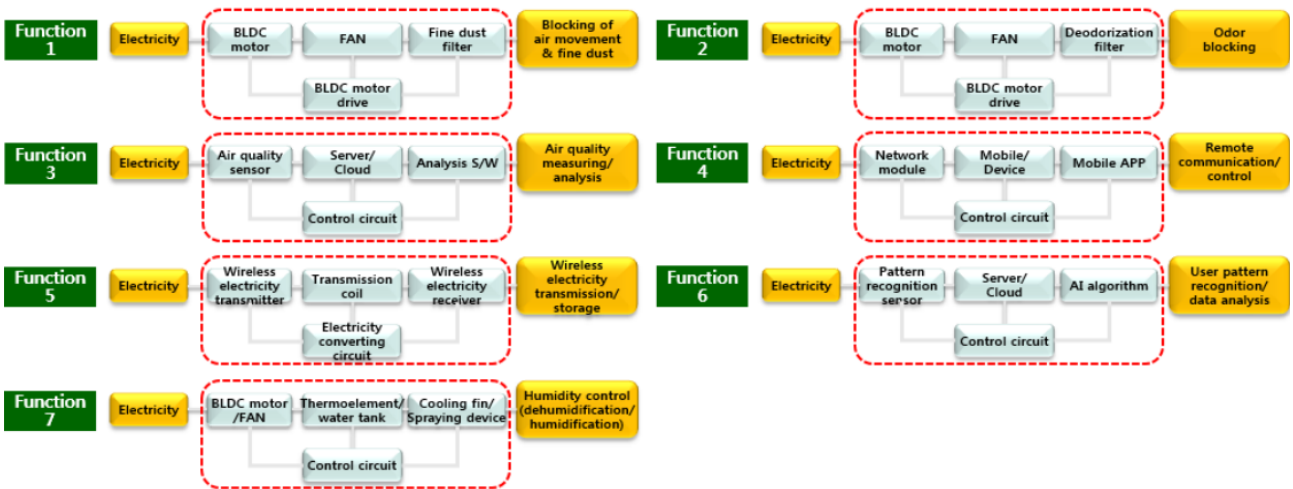 Function
1
Electricity
BLDC
motor
FAN
Fine dust
filter
BLDC motor
drive
Blocking of
air movement
& fine dust
Function
2
Electricity
BLDC
motor
FAN
Deodorization
filter
BLDC motor
drive
Odor
blocking
Function
3
Electricity
Air quality
sensor
Server/
Cloud
Analysis S/W
Control circuit
Air quality
measuring/
analysis
Function
4
Electricity
Network
module
Mobile/
Device
Mobile APP
Control circuit
Remote
communication/
control
Function
5
Electricity
Wireless
electricity
transmitter
Transmission
coil
Wireless
electricity
receiver
Electricity
converting
circuit
Wireless
electricity
transmission/
storage
Function
6
Electricity
Pattern
recognition
sensor
Server/
Cloud
AI algorithm
Control circuit
User pattern
recognition/
data analysis
Function
7
Electricity
BLDC motor
/FAN
Thermoelement/
water tank
Cooling fin/
Spraying device
Control circuit
Humidity control
(dehumidification/
humidification)